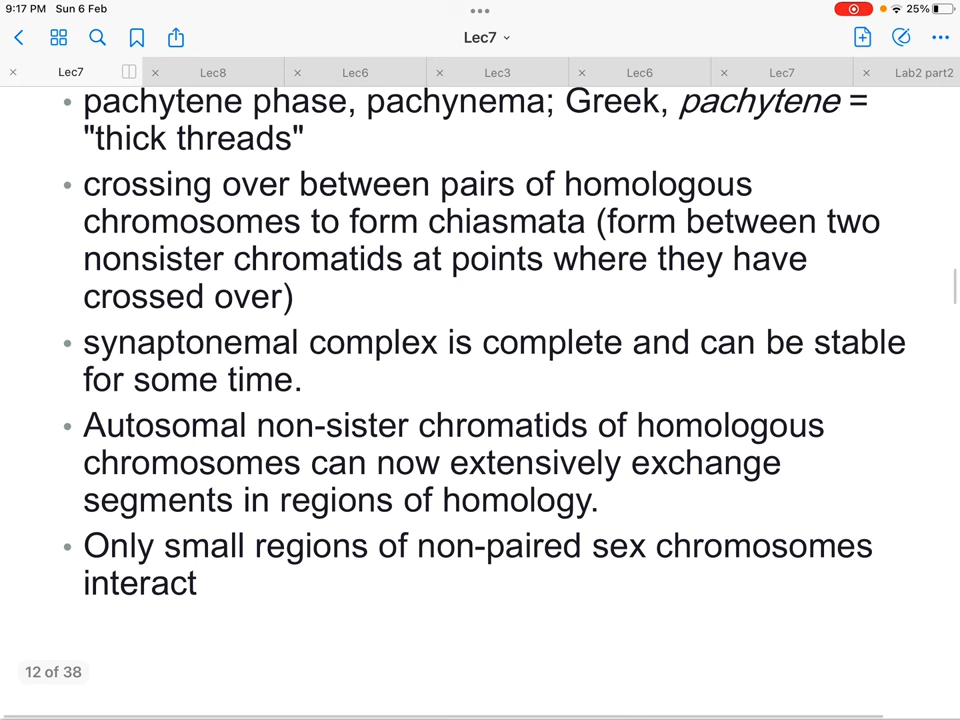 9:17 PM Sun 6 Feb
25%
Lec7
Lec7
Lec8
Lec6
Lec3
Lec6
Lec7
Lab2 part2
• pachytene phase, pachynema; Greek, pachytene =
"thick threads"
• crossing over between pairs of homologous
chromosomes to form chiasmata (form between two
nonsister chromatids at points where they have
crossed over)
• synaptonemal complex is complete and can be stable
for some time.
• Autosomal non-sister chromatids of homologous
chromosomes can now extensively exchange
segments in regions of homology.
• Only small regions of non-paired sex chromosomes
interact
12 of 38